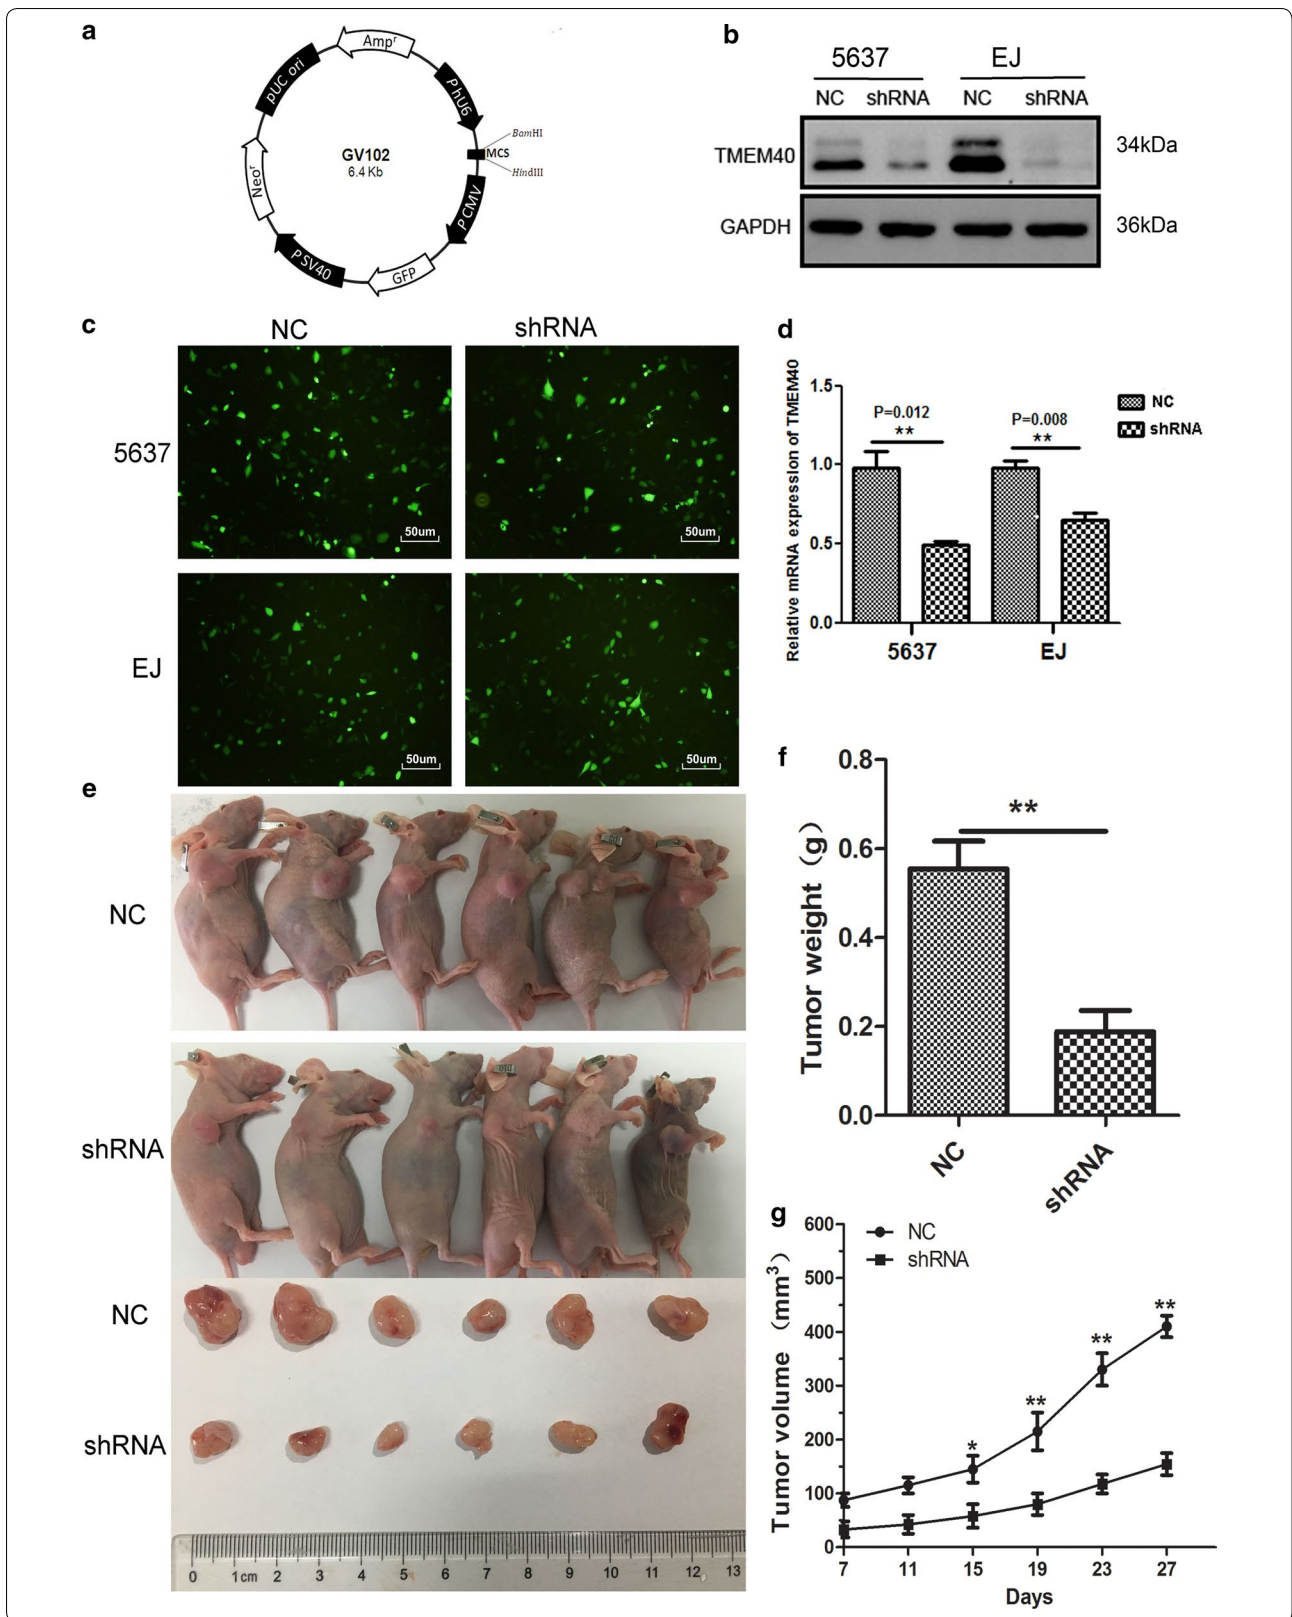 a
Ampʳ
pUC ori
P hU6
BamHI
GV102
6.4 Kb
MCS
HindIII
Neoʳ
P CMV
P SV40
GFP
b
5637 EJ
NC shRNA NC shRNA
TMEM40 34kDa
GAPDH 36kDa
c
NC shRNA
5637
50um 50um
EJ
50um 50um
d
Relative mRNA expression of TMEM40
1.5
1.0
0.5
0.0
P=0.012
**
P=0.008
**
NC
shRNA
5637 EJ
e
NC
shRNA
NC
shRNA
0 1cm 2 3 4 5 6 7 8 9 10 11 12 13
f
Tumor weight (g)
0.8
0.6
0.4
0.2
0.0
**
NC shRNA
g
Tumor volume (mm³)
600
500
400
300
200
100
0
NC
shRNA
* ** ** **
7 11 15 19 23 27
Days